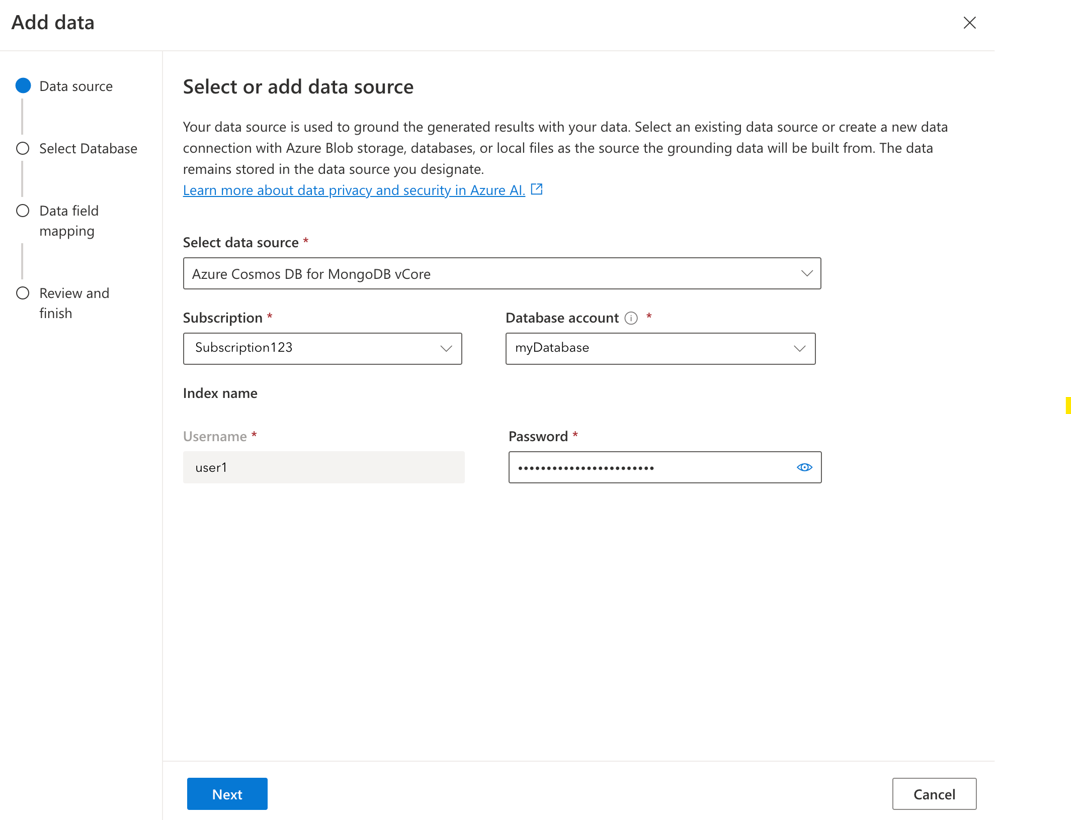 Add data
Data source
Select Database
Data field
mapping
Review and
finish
Select or add data source
Your data source is used to ground the generated results with your data. Select an existing data source or create a new data
connection with Azure Blob storage, databases, or local files as the source the grounding data will be built from. The data
remains stored in the data source you designate.
Learn more about data privacy and security in Azure AI.
Select data source *
Azure Cosmos DB for MongoDB vCore
Subscription *
Database account *
Subscription123
myDatabase
Index name
Username *
Password *
user1
••••••••••••••••••••••••
Next
Cancel